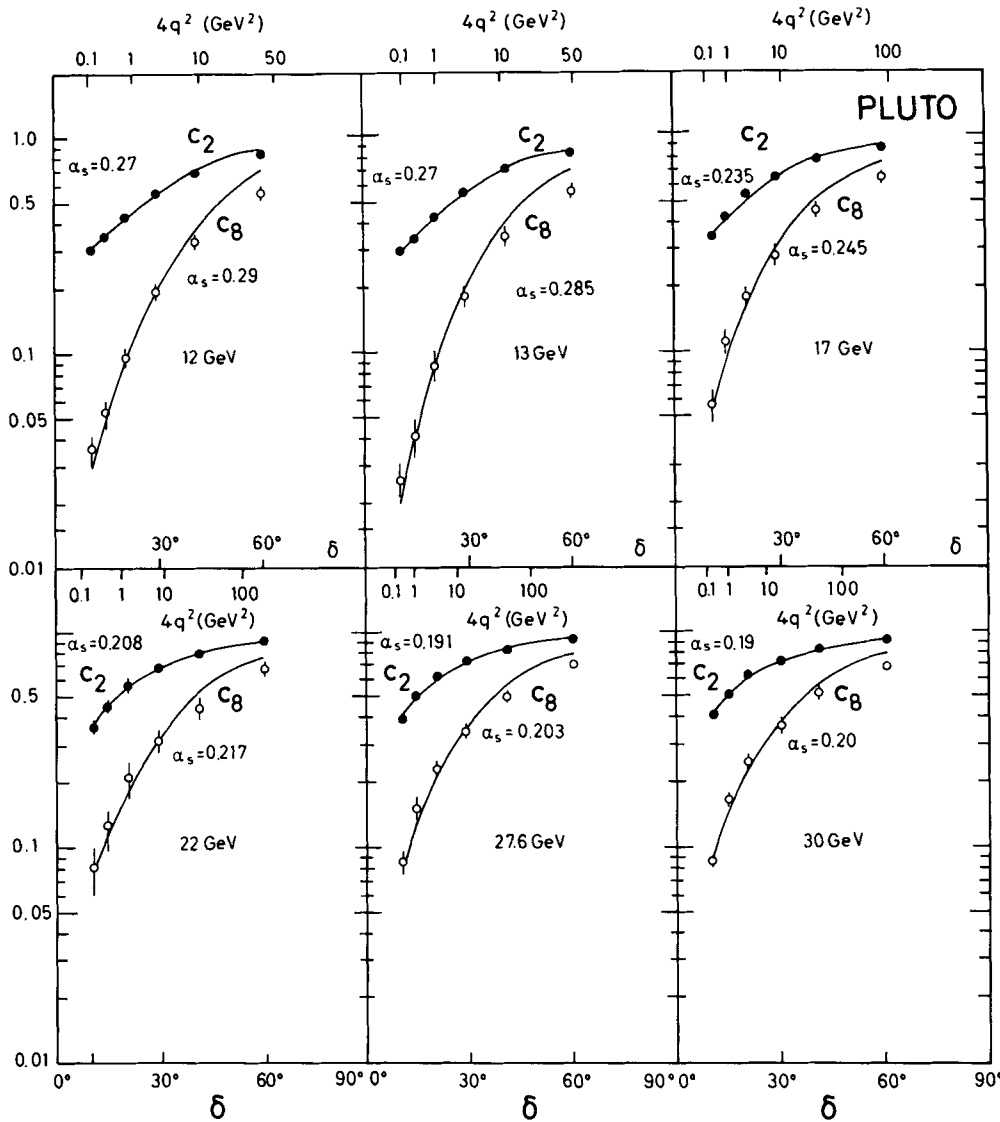 4q² (GeV²) 4q² (GeV²) 4q² (GeV²)
0.1 1 10 50 0.1 1 10 50 0.1 1 10 100
PLUTO
1.0
C₂ C₂ C₂
αₛ=0.27 αₛ=0.27 αₛ=0.235
0.5
C₈ C₈ C₈
αₛ=0.29 αₛ=0.285 αₛ=0.245
0.1
12 GeV 13 GeV 17 GeV
0.05
30° 60° δ 30° 60° δ 30° 60° δ
0.01
0.1 1 10 100 0.1 1 10 100 0.1 1 10 100
4q² (GeV²) 4q² (GeV²) 4q² (GeV²)
αₛ=0.208 αₛ=0.191 αₛ=0.19
C₂ C₂ C₂
0.5
C₈ C₈ C₈
αₛ=0.217 αₛ=0.203 αₛ=0.20
0.1
22 GeV 27.6 GeV 30 GeV
0.05
0.01
0° 30° 60° 90° 0° 30° 60° 90° 0° 30° 60° 90°
δ δ δ